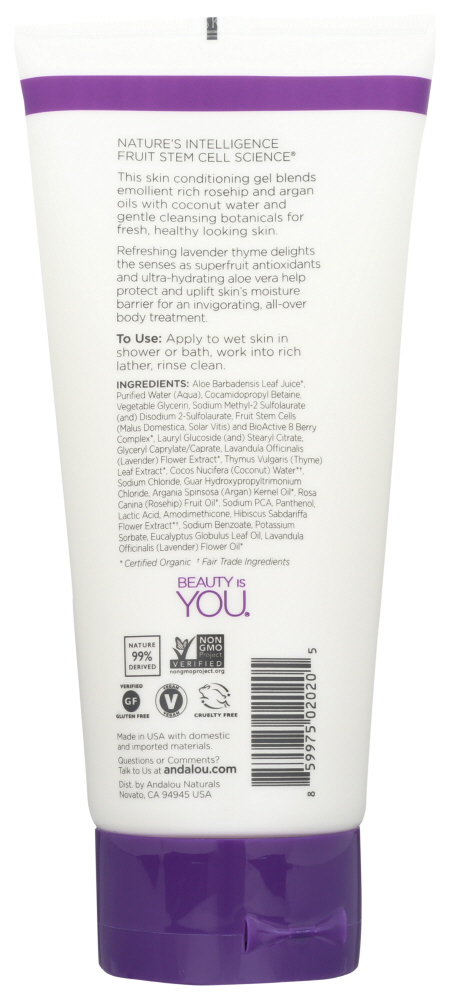 NATURE'S INTELLIGENCE
FRUIT STEM CELL SCIENCE®
This skin conditioning gel blends
emollient rich rosehip and argan
oils with coconut water and
gentle cleansing botanicals for
fresh, healthy looking skin.
Refreshing lavender thyme delights
the senses as superfruit antioxidants
and ultra-hydrating aloe vera help
protect and uplift skin's moisture
barrier for an invigorating, all-over
body treatment.
To Use: Apply to wet skin in
shower or bath, work into rich
lather, rinse clean.
INGREDIENTS: Aloe Barbadensis Leaf Juice*,
Purified Water (Aqua), Cocamidopropyl Betaine,
Vegetable Glycerin, Sodium Methyl-2 Sulfolaurate
(and) Disodium 2-Sulfolaurate, Fruit Stem Cells
(Malus Domestica, Solar Vitis) and BioActive 8 Berry
Complex*, Lauryl Glucoside (and) Stearyl Citrate,
Glyceryl Caprylate/Caprate, Lavandula Officinalis
(Lavender) Flower Extract*, Thymus Vulgaris (Thyme)
Leaf Extract*, Cocos Nucifera (Coconut) Water*†,
Sodium Chloride, Guar Hydroxypropyltrimonium
Chloride, Argania Spinosa (Argan) Kernel Oil*, Rosa
Canina (Rosehip) Fruit Oil*, Sodium PCA, Panthenol,
Lactic Acid, Amodimethicone, Hibiscus Sabdariffa
Flower Extract*†, Sodium Benzoate, Potassium
Sorbate, Eucalyptus Globulus Leaf Oil, Lavandula
Officinalis (Lavender) Flower Oil*
* Certified Organic † Fair Trade Ingredients
BEAUTY IS
YOU®
NATURE
99%
DERIVED
NON
GMO
Project
VERIFIED
nongmoproject.org
VERIFIED
GF
GLUTEN FREE
VEGAN
V
VEGAN
CRUELTY FREE
Made in USA with domestic
and imported materials.
Questions or Comments?
Talk to Us at andalou.com
Dist. by Andalou Naturals
Novato, CA 94945 USA
8 59975 02020 5